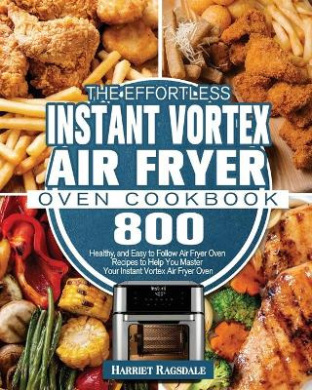 THE EFFORTLESS
INSTANT VORTEX
AIR FRYER
OVEN COOKBOOK
800
Healthy, and Easy to Follow Air Fryer Oven
Recipes to Help You Master
Your Instant Vortex Air Fryer Oven
HARRIET RAGSDALE